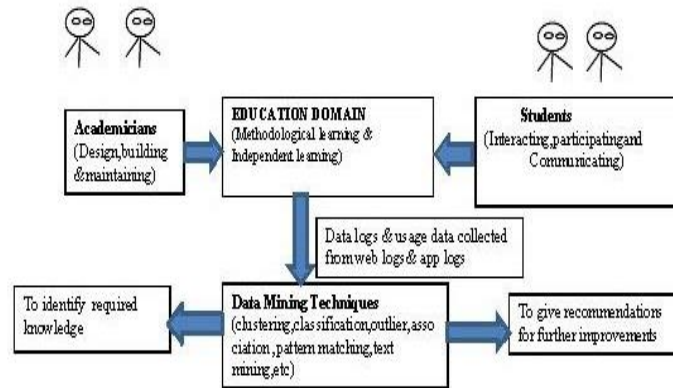 Academicians
(Design,building
&maintaining)
EDUCATION DOMAIN
(Methodological learning &
Independent learning)
Students
(Interacting,participatingand
Communicating)
Data logs & usage data collected
from web logs& app logs
To identify required
knowledge
Data Mining Techniques
(clustering,classification,outlier,asso
ciation ,pattern matching,text
mining,etc)
To give recommendations
for further improvements